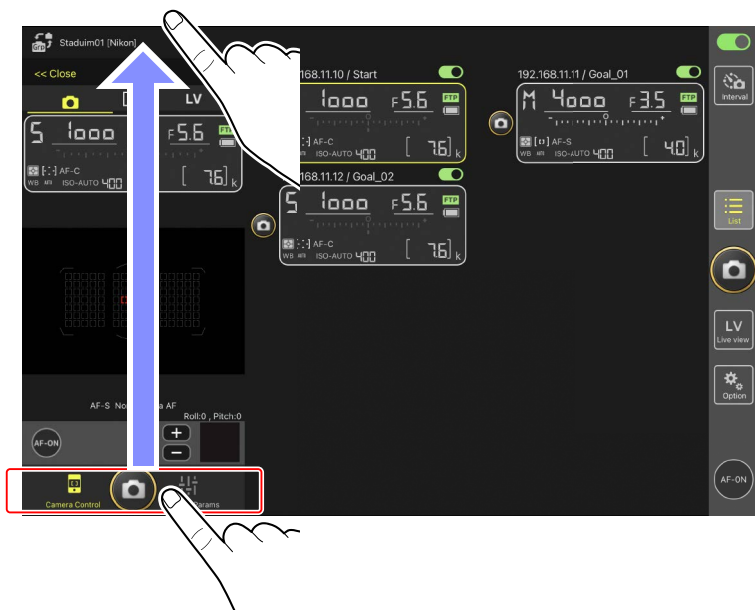 Staduim01 [Nikon]
<< Close
LV
S 1000 F5.6
AF-C
WB ISO-AUTO 400 [ 7.6] k
AF-S
AF
Roll:0 , Pitch:0
AF-ON
+
−
Camera Control
Params
168.11.10 / Start
1000 F5.6 FTP
AF-C
ISO-AUTO 400 [ 7.6] k
192.168.11.11 / Goal_01
M 4000 F3.5 FTP
AF-S
WB ISO-AUTO 400 [ 4.0] k
168.11.12 / Goal_02
S 1000 F5.6 FTP
AF-C
WB ISO-AUTO 400 [ 7.6] k
Interval
List
LV
Live view
Option
AF-ON